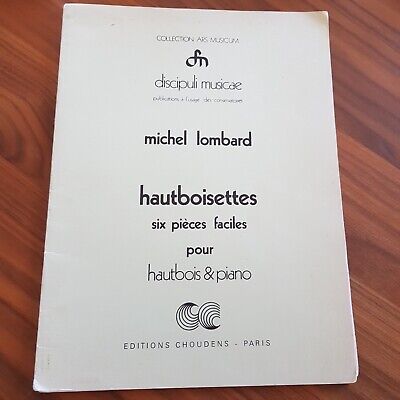 COLLECTION ARS MUSICUM
discipuli musicae
publications à l'usage des conservatoires
michel lombard
hautboisettes
six pièces faciles
pour
hautbois & piano
EDITIONS CHOUDENS - PARIS